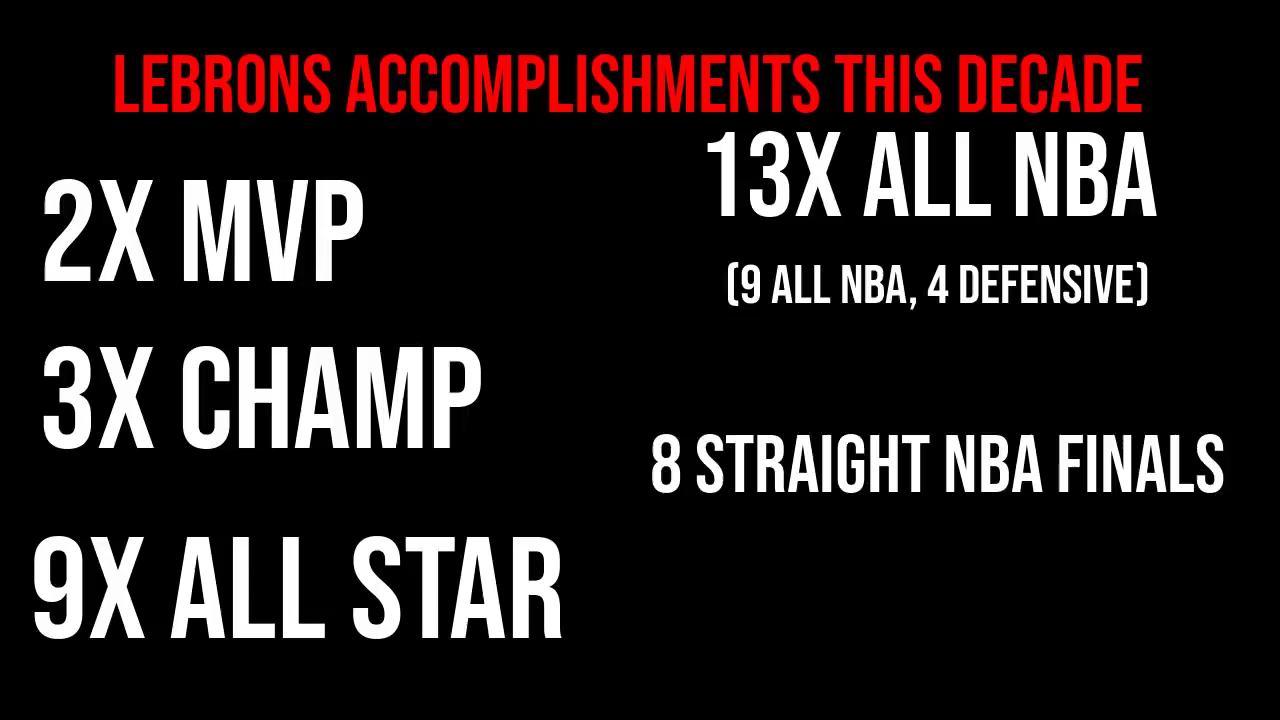 LEBRONS ACCOMPLISHMENTS THIS DECADE
2X MVP
3X CHAMP
9X ALL STAR
13X ALL NBA
(9 ALL NBA, 4 DEFENSIVE)
8 STRAIGHT NBA FINALS